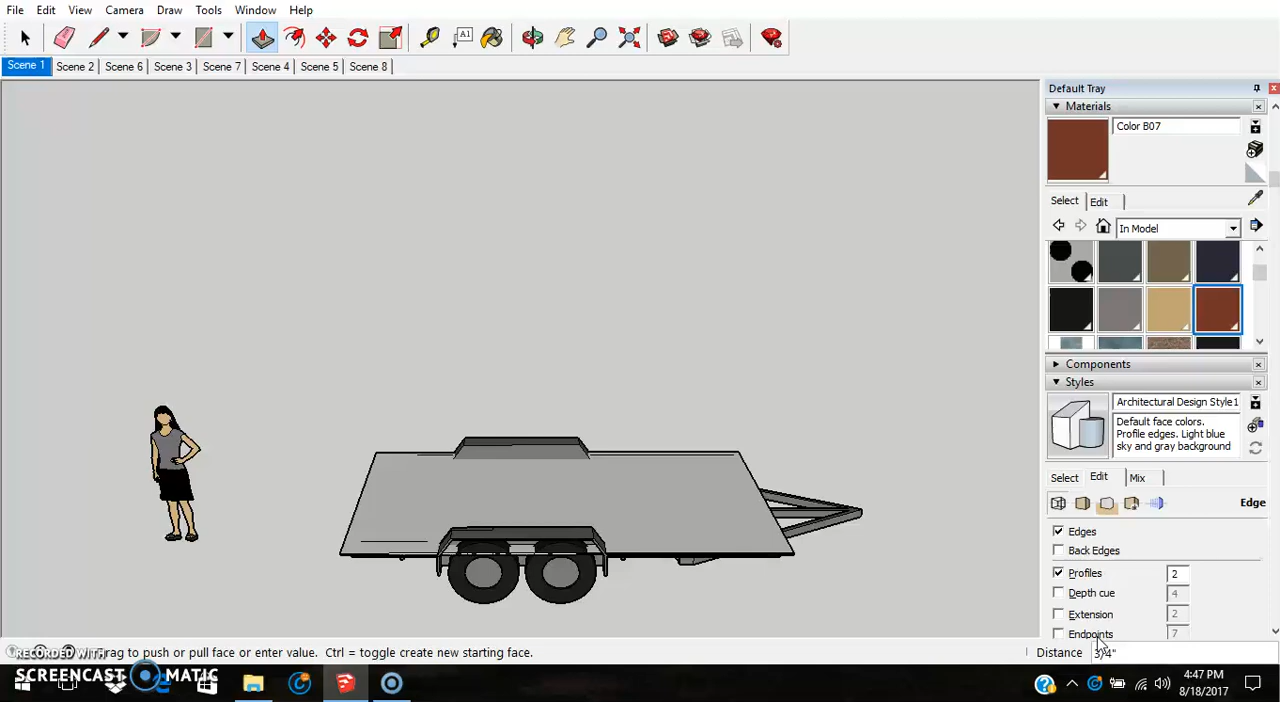 File Edit View Camera Draw Tools Window Help
A1
Scene 1 Scene 2 Scene 6 Scene 3 Scene 7 Scene 4 Scene 5 Scene 8
Default Tray
Materials
Color B07
Select Edit
In Model
Components
Styles
Architectural Design Style1
Default face colors.
Profile edges. Light blue
sky and gray background
Select Edit Mix
Edge
Edges
Back Edges
Profiles 2
Depth cue 4
Extension 2
Endpoints 7
Drag to push or pull face or enter value. Ctrl = toggle create new starting face.
Distance 3/4"
RECORDED WITH
SCREENCAST MATIC
4:47 PM
8/18/2017